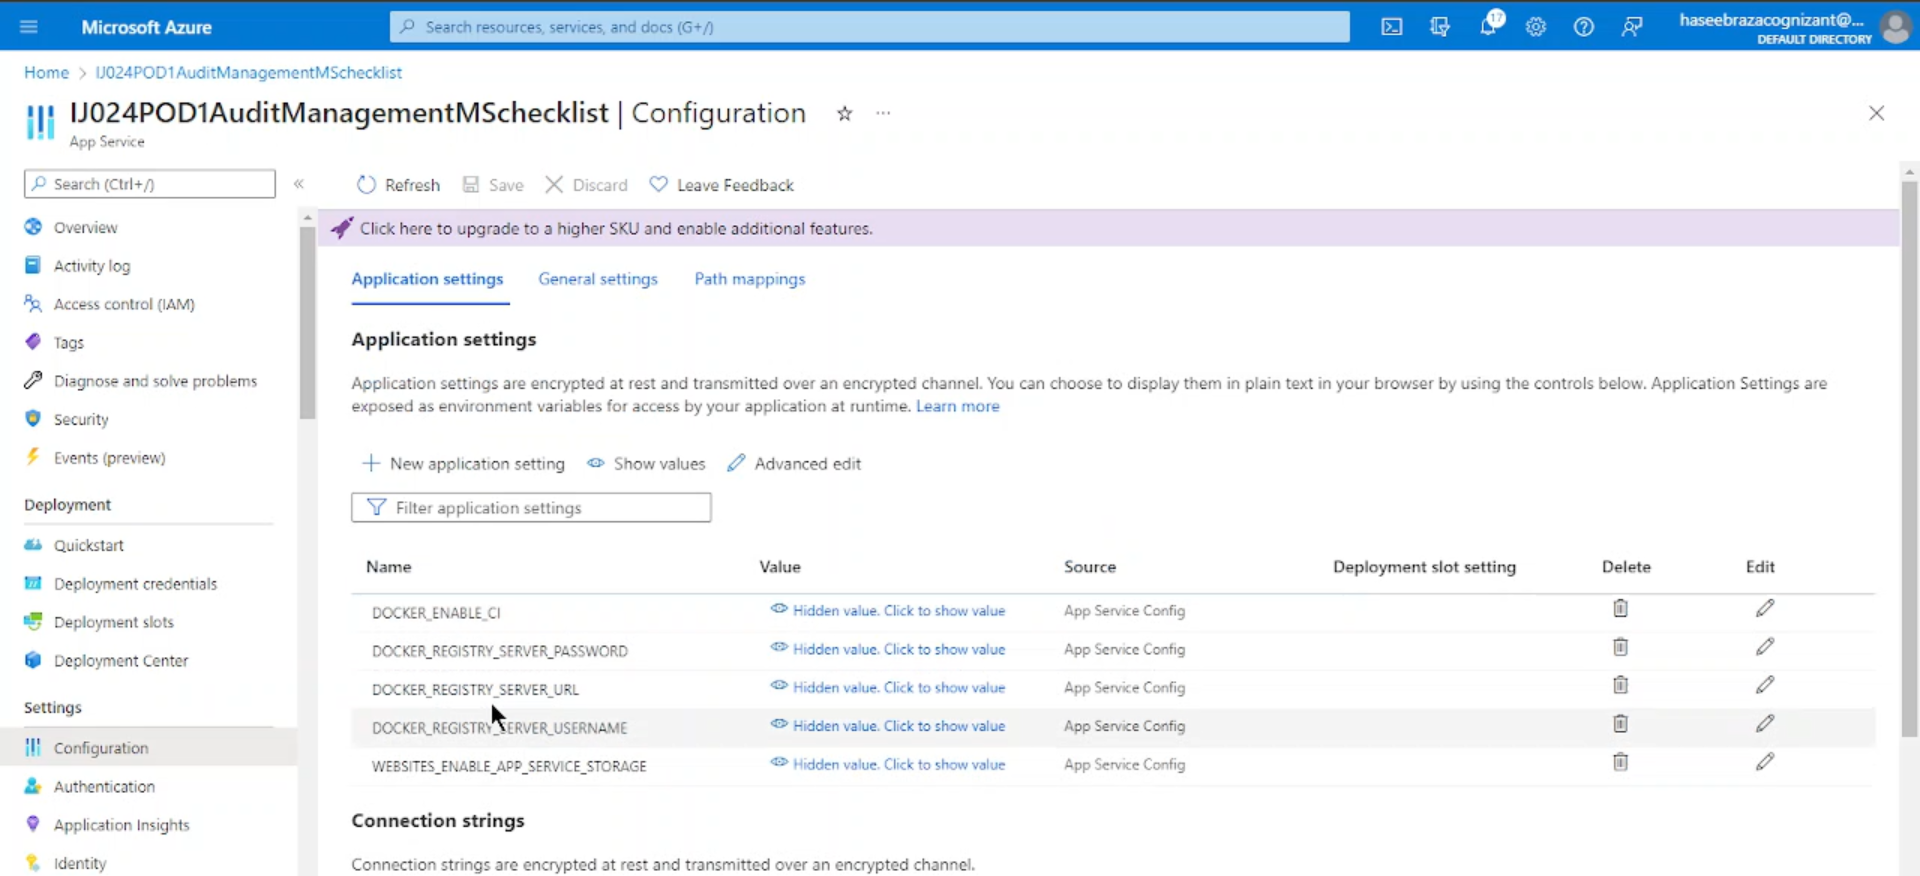 Microsoft Azure
Search resources, services, and docs (G+/)
17
haseebrazacognizant@...
DEFAULT DIRECTORY
Home > IJ024POD1AuditManagementMSchecklist
IJ024POD1AuditManagementMSchecklist | Configuration
App Service
Search (Ctrl+/)
Refresh Save Discard Leave Feedback
Click here to upgrade to a higher SKU and enable additional features.
Overview
Activity log
Access control (IAM)
Tags
Diagnose and solve problems
Security
Events (preview)
Deployment
Quickstart
Deployment credentials
Deployment slots
Deployment Center
Settings
Configuration
Authentication
Application Insights
Identity
Application settings General settings Path mappings
Application settings
Application settings are encrypted at rest and transmitted over an encrypted channel. You can choose to display them in plain text in your browser by using the controls below. Application Settings are
exposed as environment variables for access by your application at runtime. Learn more
New application setting Show values Advanced edit
Filter application settings
Name Value Source Deployment slot setting Delete Edit
DOCKER_ENABLE_CI Hidden value. Click to show value App Service Config
DOCKER_REGISTRY_SERVER_PASSWORD Hidden value. Click to show value App Service Config
DOCKER_REGISTRY_SERVER_URL Hidden value. Click to show value App Service Config
DOCKER_REGISTRY_SERVER_USERNAME Hidden value. Click to show value App Service Config
WEBSITES_ENABLE_APP_SERVICE_STORAGE Hidden value. Click to show value App Service Config
Connection strings
Connection strings are encrypted at rest and transmitted over an encrypted channel.